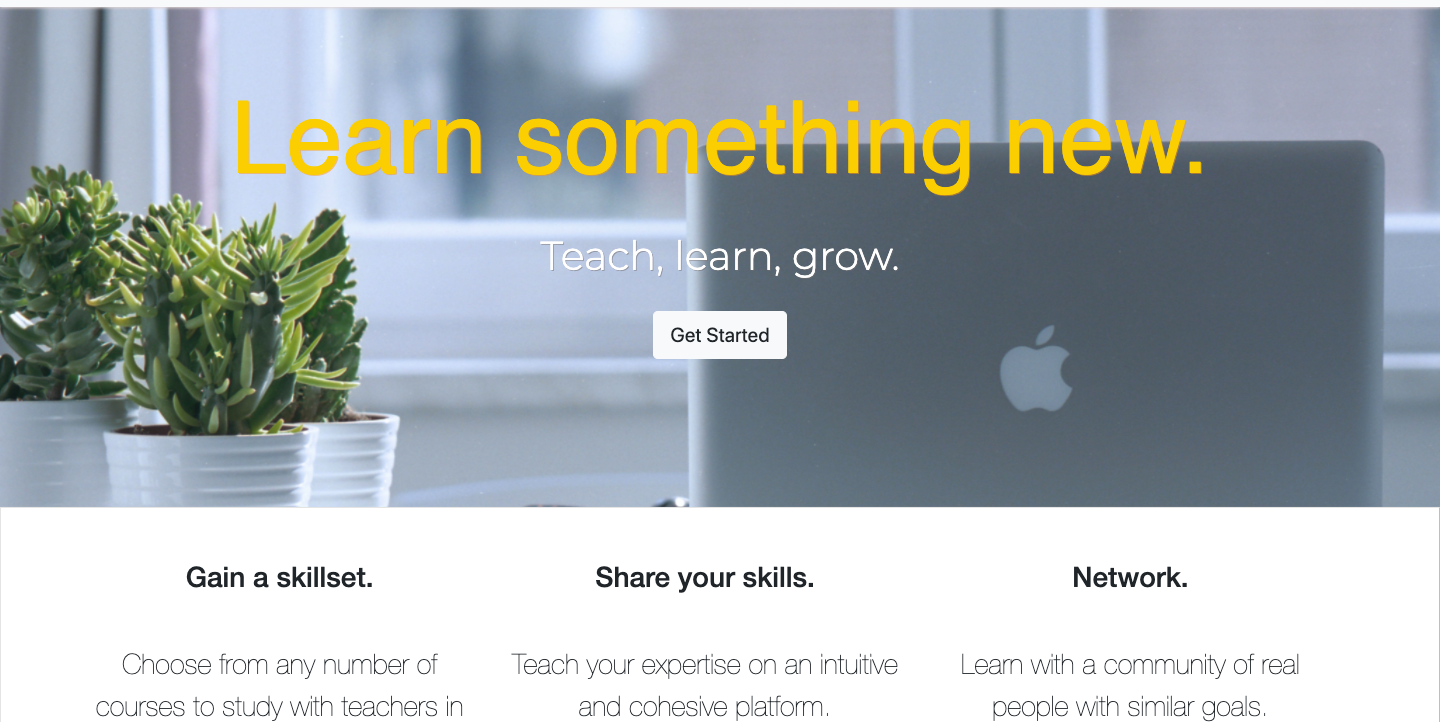 Learn something new.
Teach, learn, grow.
Get Started
Gain a skillset.
Choose from any number of
courses to study with teachers in
Share your skills.
Teach your expertise on an intuitive
and cohesive platform.
Network.
Learn with a community of real
people with similar goals.